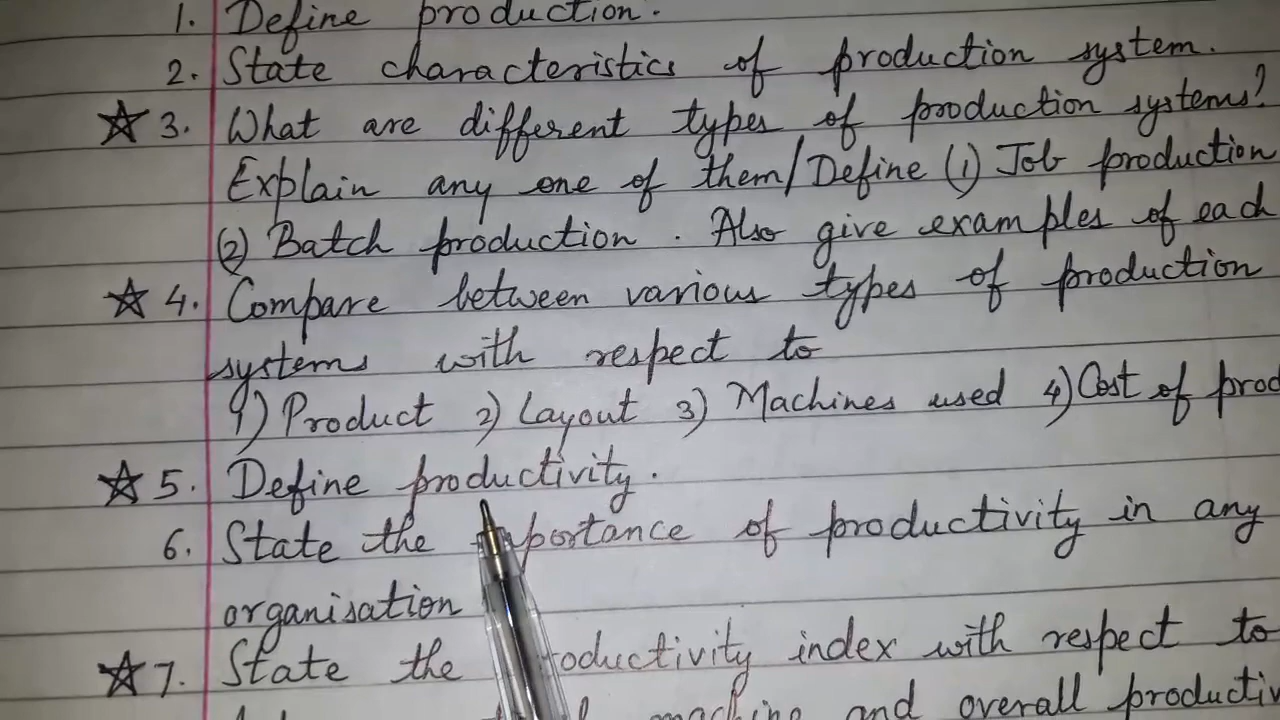 1. Define production.
2. State characteristics of production system.
☆ 3. What are different types of production systems?
Explain any one of them/Define (1) Job production
(2) Batch production. Also give examples of each
☆ 4. Compare between various types of production
systems with respect to
1) Product 2) Layout 3) Machines used 4) Cost of prod
☆ 5. Define productivity.
6. State the portance of productivity in any
organisation
☆ 7. State the roductivity index with respect to
and overall productiv